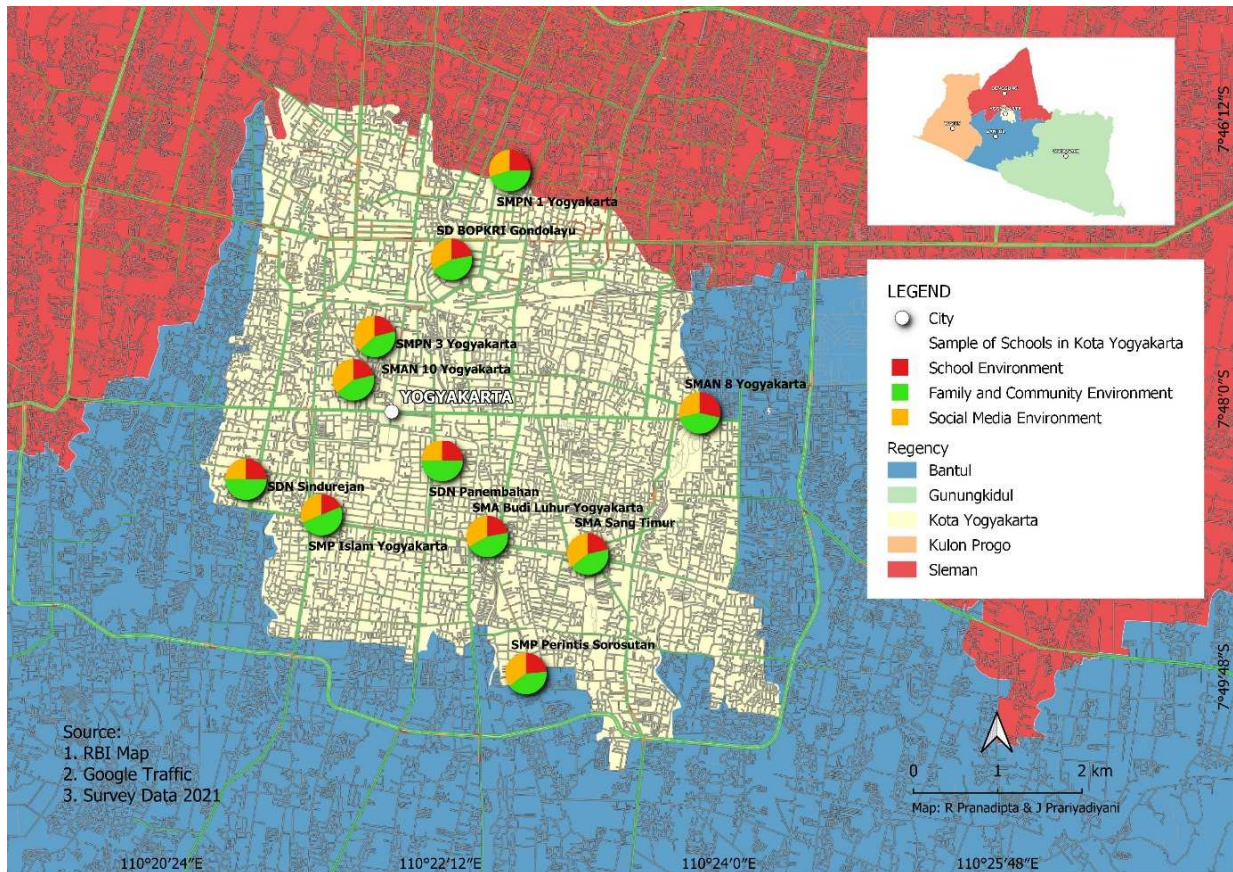 SMPN 1 Yogyakarta
SD BOPKRI Gondolayu
SMPN 3 Yogyakarta
SMAN 10 Yogyakarta
YOGYAKARTA
SMAN 8 Yogyakarta
SDN Sindurejan
SDN Panembahan
SMA Budi Luhur Yogyakarta
SMA Sang Timur
SMP Islam Yogyakarta
SMP Perintis Sorosutan
Source:
1. RBI Map
2. Google Traffic
3. Survey Data 2021
LEGEND
City
Sample of Schools in Kota Yogyakarta
School Environment
Family and Community Environment
Social Media Environment
Regency
Bantul
Gunungkidul
Kota Yogyakarta
Kulon Progo
Sleman
0 1 2 km
Map: R Pranadipta & J Prariyadiyani
7°46'12"S
7°48'0"S
7°49'48"S
110°20'24"E
110°22'12"E
110°24'0"E
110°25'48"E